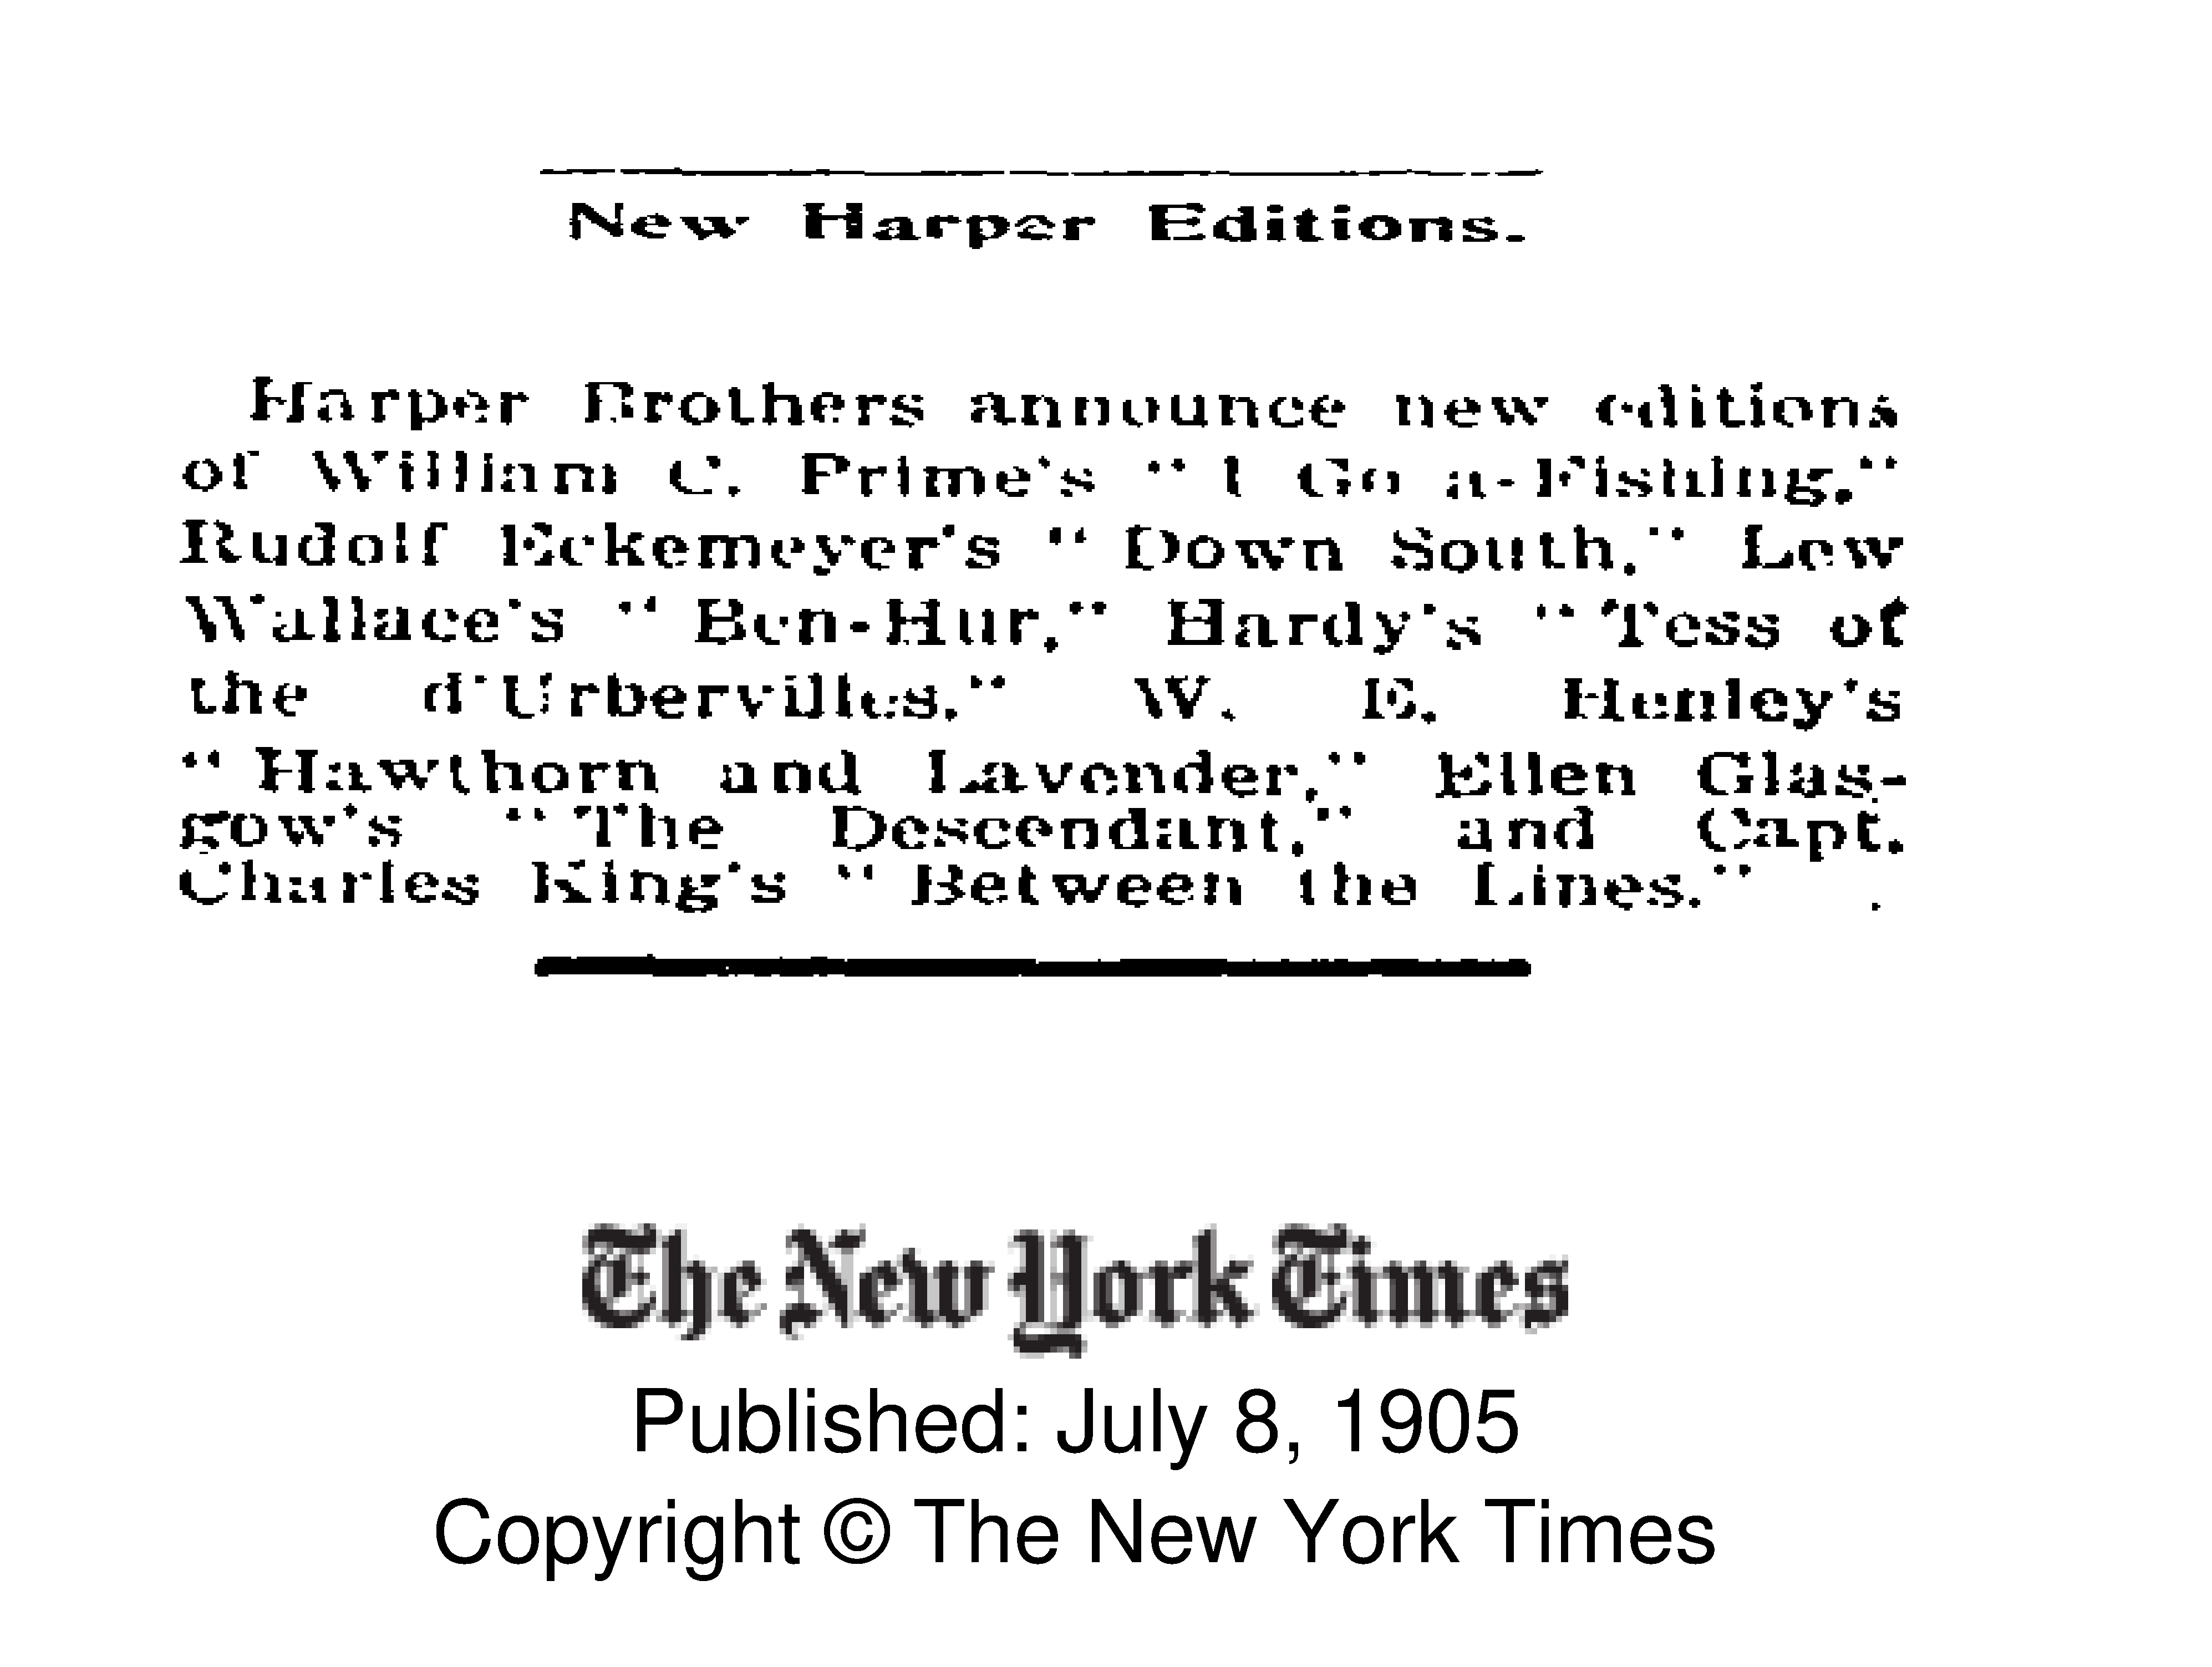 New Harper Editions.
Harper Brothers announce new editions
of William C. Prime's "I Go a-Fishing,"
Rudolf Eckemeyer's "Down South," Lew
Wallace's "Ben-Hur," Hardy's "Tess of
the d'Urbervilles," W. E. Henley's
"Hawthorn and Lavender," Ellen Glas-
gow's "The Descendant," and Capt.
Charles King's "Between the Lines."
The New York Times
Published: July 8, 1905
Copyright © The New York Times